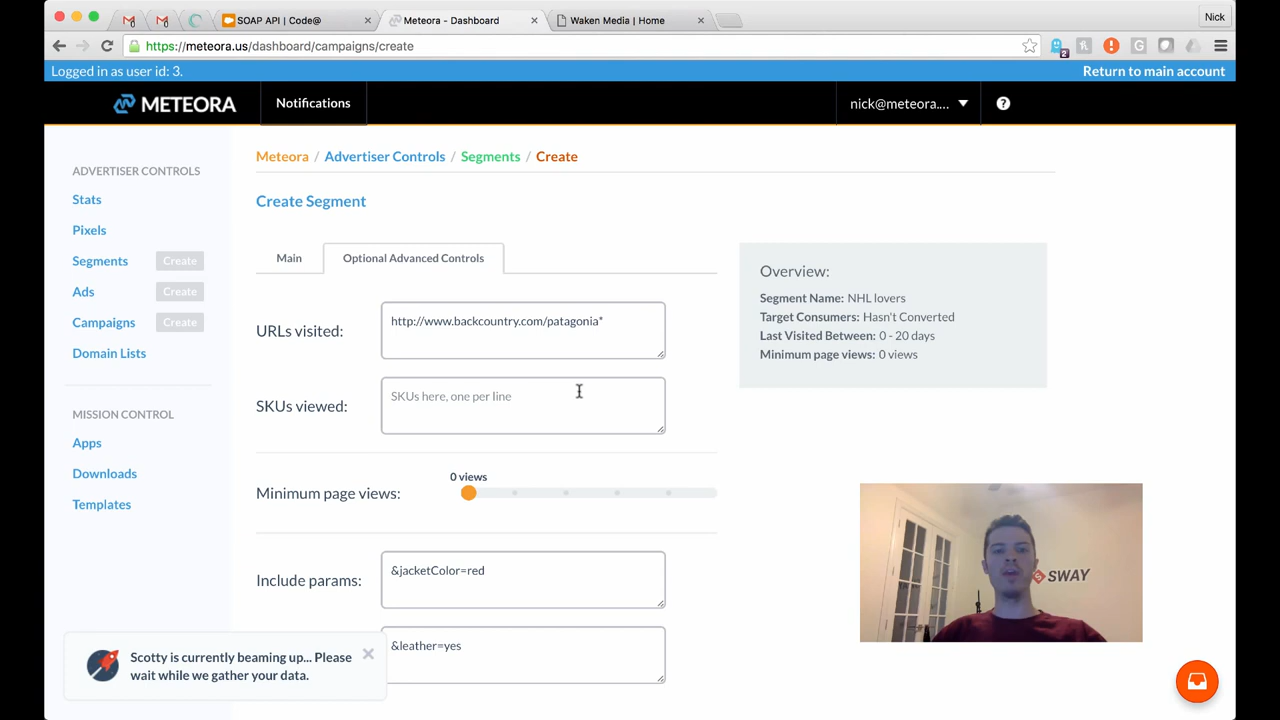 SOAP API | Code@
Meteora - Dashboard
Waken Media | Home
Nick
https://meteora.us/dashboard/campaigns/create
2
Logged in as user id: 3.
Return to main account
METEORA
Notifications
nick@meteora....
?
Meteora / Advertiser Controls / Segments / Create
ADVERTISER CONTROLS
Stats
Pixels
Segments Create
Ads Create
Campaigns Create
Domain Lists
MISSION CONTROL
Apps
Downloads
Templates
Create Segment
Main
Optional Advanced Controls
URLs visited:
http://www.backcountry.com/patagonia*
SKUs viewed:
SKUs here, one per line
Minimum page views:
0 views
Include params:
&jacketColor=red
&leather=yes
Overview:
Segment Name: NHL lovers
Target Consumers: Hasn't Converted
Last Visited Between: 0 - 20 days
Minimum page views: 0 views
S SWAY
Scotty is currently beaming up... Please
wait while we gather your data.